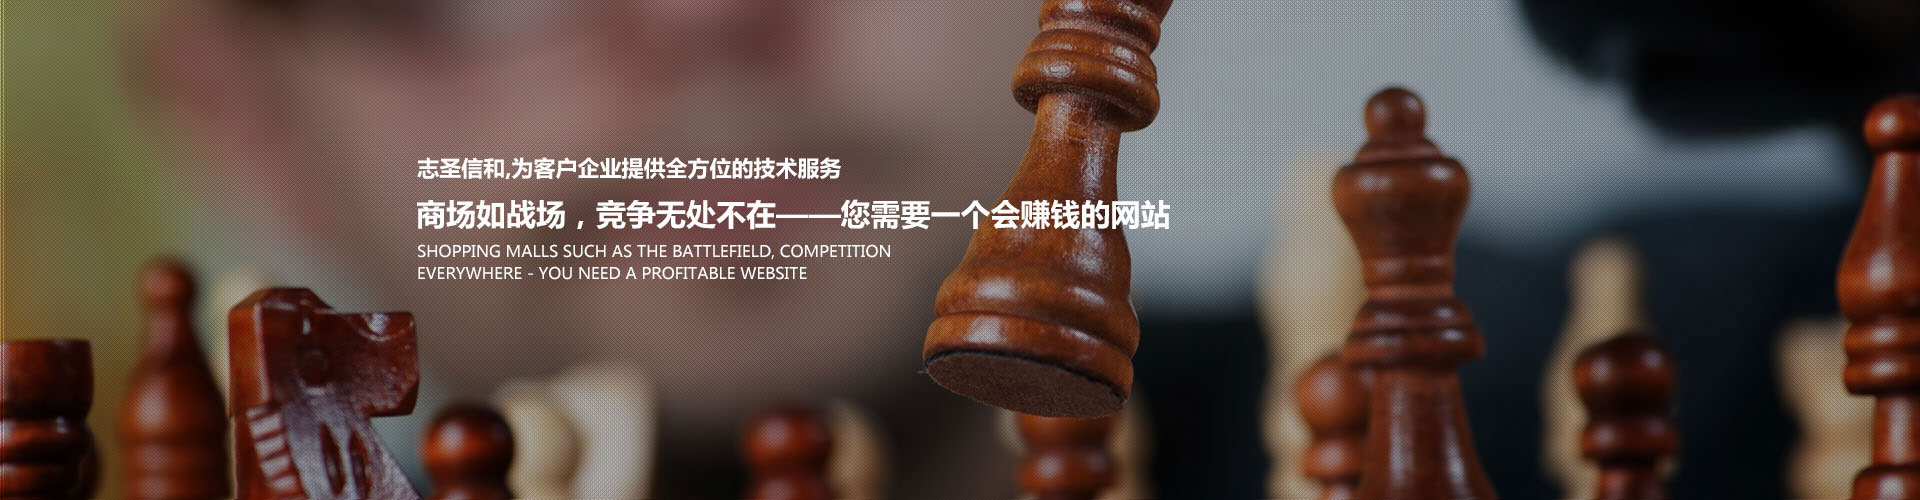 志圣信和,为客户企业提供全方位的技术服务
商场如战场，竞争无处不在——您需要一个会赚钱的网站
SHOPPING MALLS SUCH AS THE BATTLEFIELD, COMPETITION
EVERYWHERE - YOU NEED A PROFITABLE WEBSITE